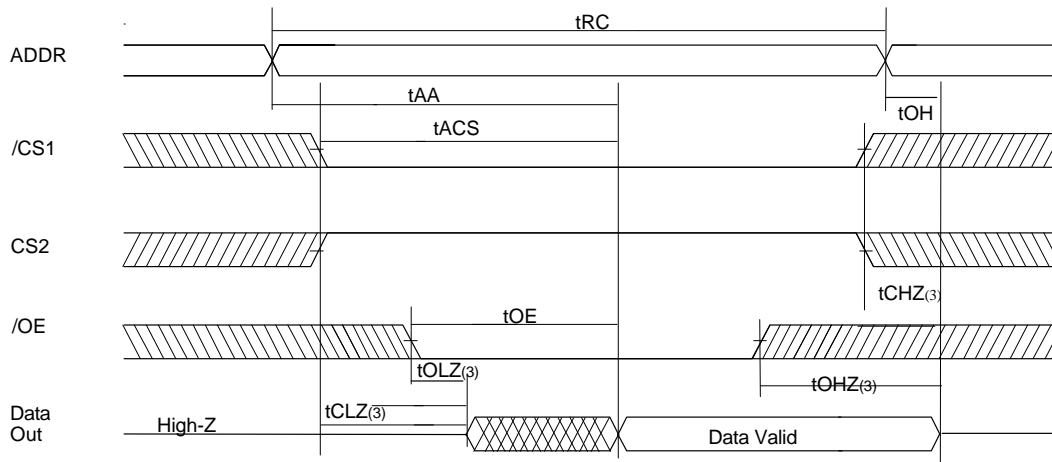 tRC
ADDR
tAA
tOH
tACS
/CS1
CS2
tCHZ(3)
tOE
/OE
tOLZ(3)
tOHZ(3)
tCLZ(3)
Data
Out
High-Z
Data Valid